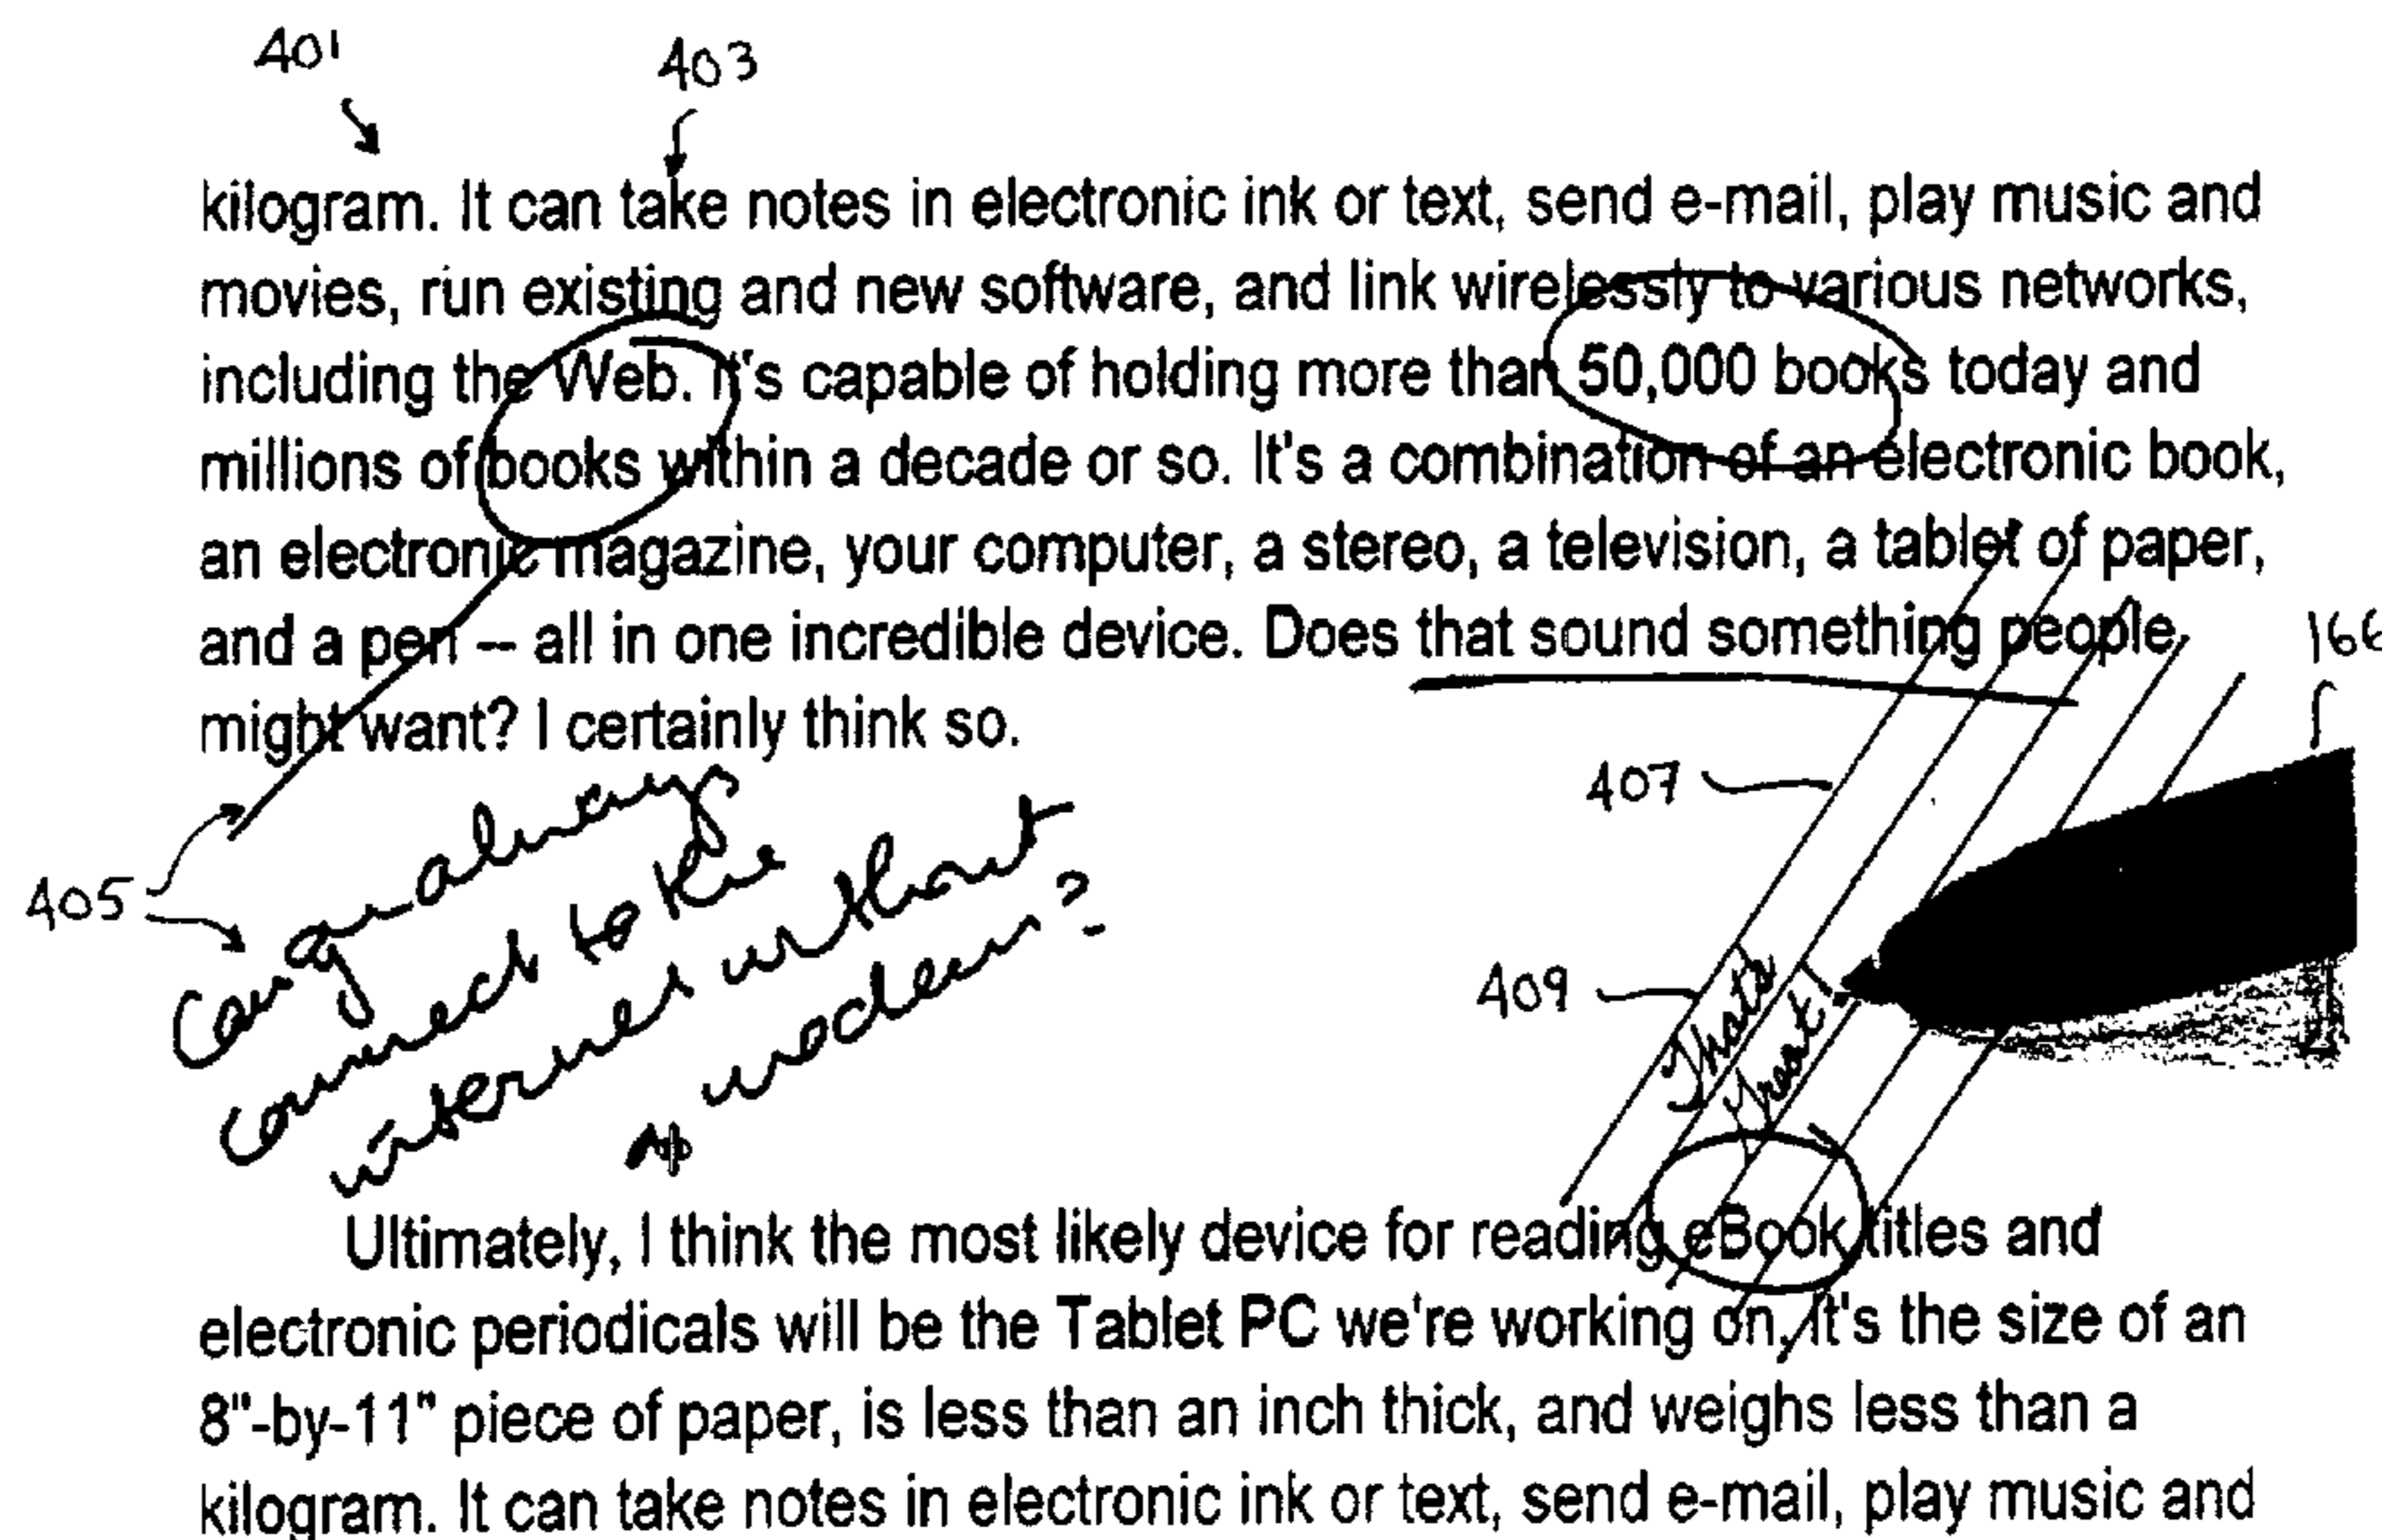 401
403
kilogram. It can take notes in electronic ink or text, send e-mail, play music and
movies, run existing and new software, and link wirelessly to various networks,
including the Web. It's capable of holding more than 50,000 books today and
millions of books within a decade or so. It's a combination of an electronic book,
an electronic magazine, your computer, a stereo, a television, a tablet of paper,
and a pen -- all in one incredible device. Does that sound something people
166
might want? I certainly think so.
407
405
Can always
connect to the
internet without
modem?
409
That's
great
Ultimately, I think the most likely device for reading eBook titles and
electronic periodicals will be the Tablet PC we're working on, It's the size of an
8"-by-11" piece of paper, is less than an inch thick, and weighs less than a
kilogram. It can take notes in electronic ink or text, send e-mail, play music and